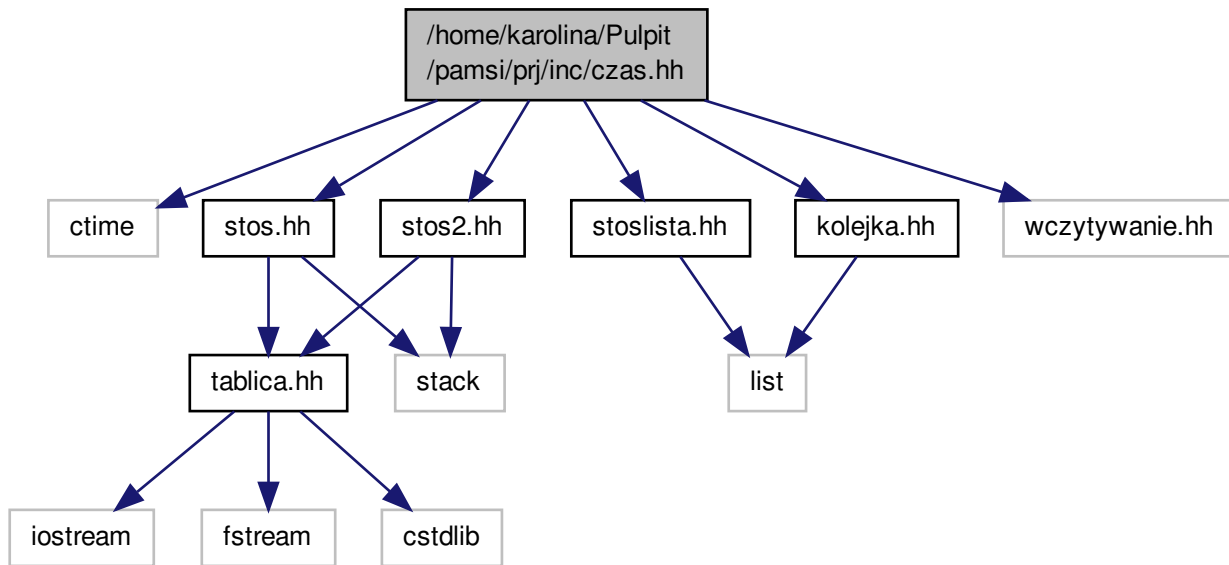 /home/karolina/Pulpit
/pamsi/prj/inc/czas.hh
ctime
stos.hh
stos2.hh
stoslista.hh
kolejka.hh
wczytywanie.hh
tablica.hh
stack
list
iostream
fstream
cstdlib